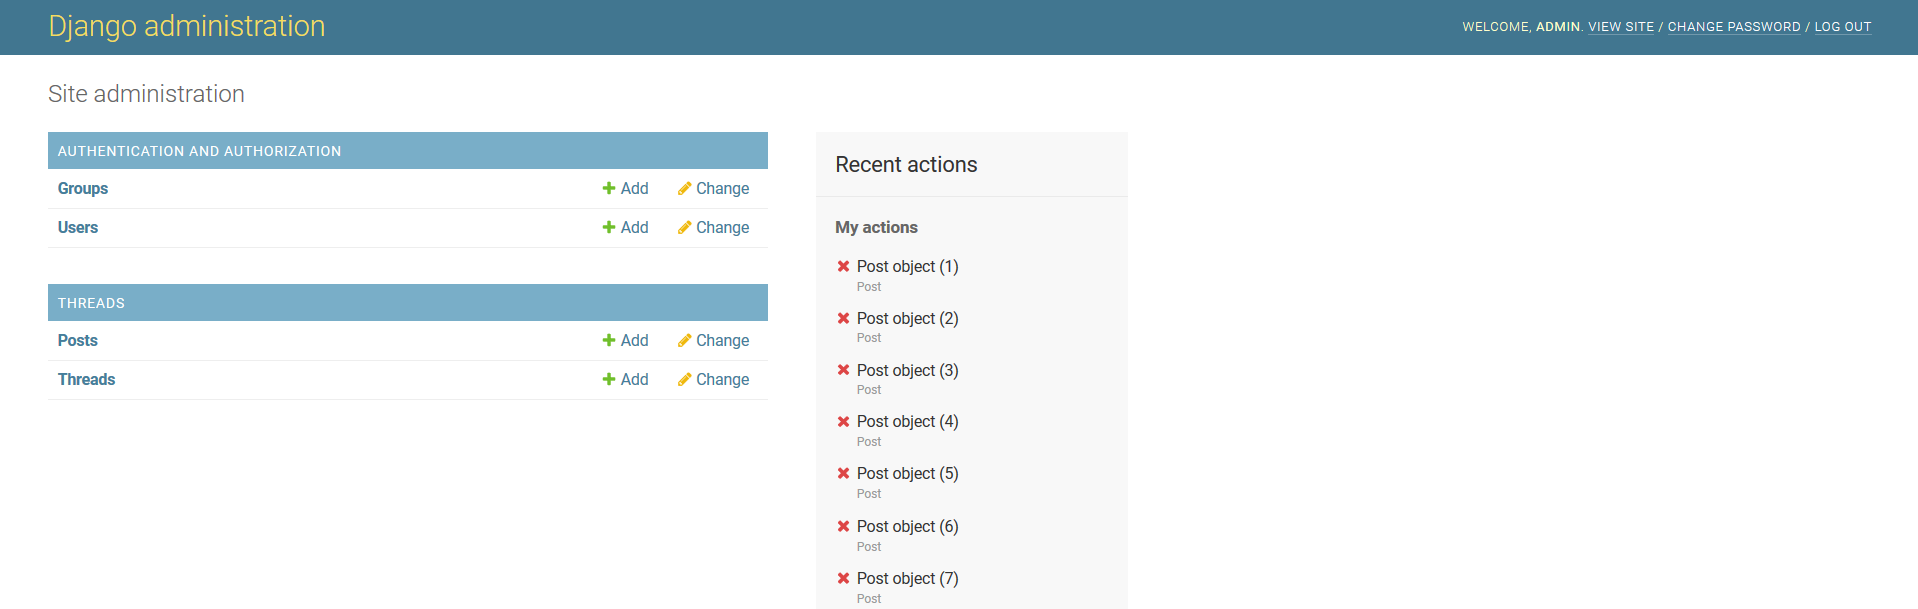 Django administration
WELCOME, ADMIN. VIEW SITE / CHANGE PASSWORD / LOG OUT
Site administration
AUTHENTICATION AND AUTHORIZATION
Groups Add Change
Users Add Change
THREADS
Posts Add Change
Threads Add Change
Recent actions
My actions
Post object (1)
Post
Post object (2)
Post
Post object (3)
Post
Post object (4)
Post
Post object (5)
Post
Post object (6)
Post
Post object (7)
Post